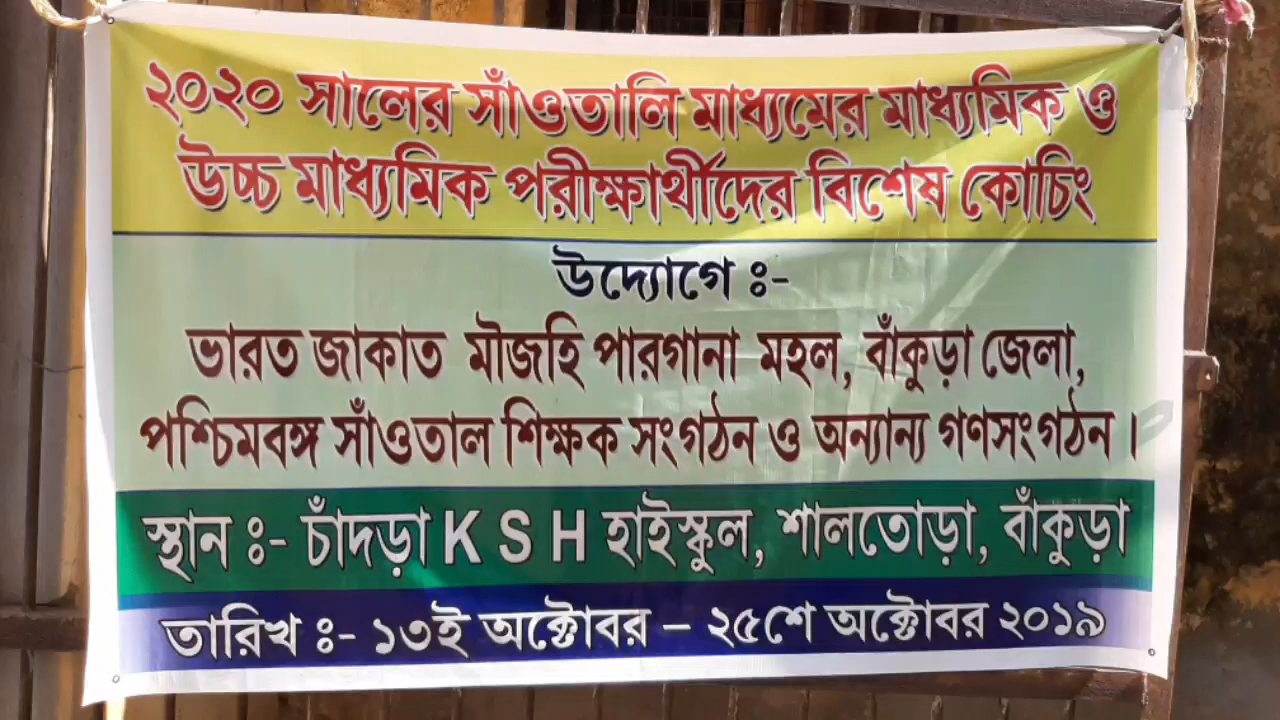 ২০২০ সালের সাঁওতালি মাধ্যমের মাধ্যমিক ও
উচ্চ মাধ্যমিক পরীক্ষার্থীদের বিশেষ কোচিং
উদ্যোগে ঃ-
ভারত জাকাত মাঁজহি পারগানা মহল, বাঁকুড়া জেলা,
পশ্চিমবঙ্গ সাঁওতাল শিক্ষক সংগঠন ও অন্যান্য গণসংগঠন ।
স্থান ঃ- চাঁদড়া K S H হাইস্কুল, শালতোড়া, বাঁকুড়া
তারিখ ঃ- ১৩ই অক্টোবর – ২৫শে অক্টোবর ২০১৯